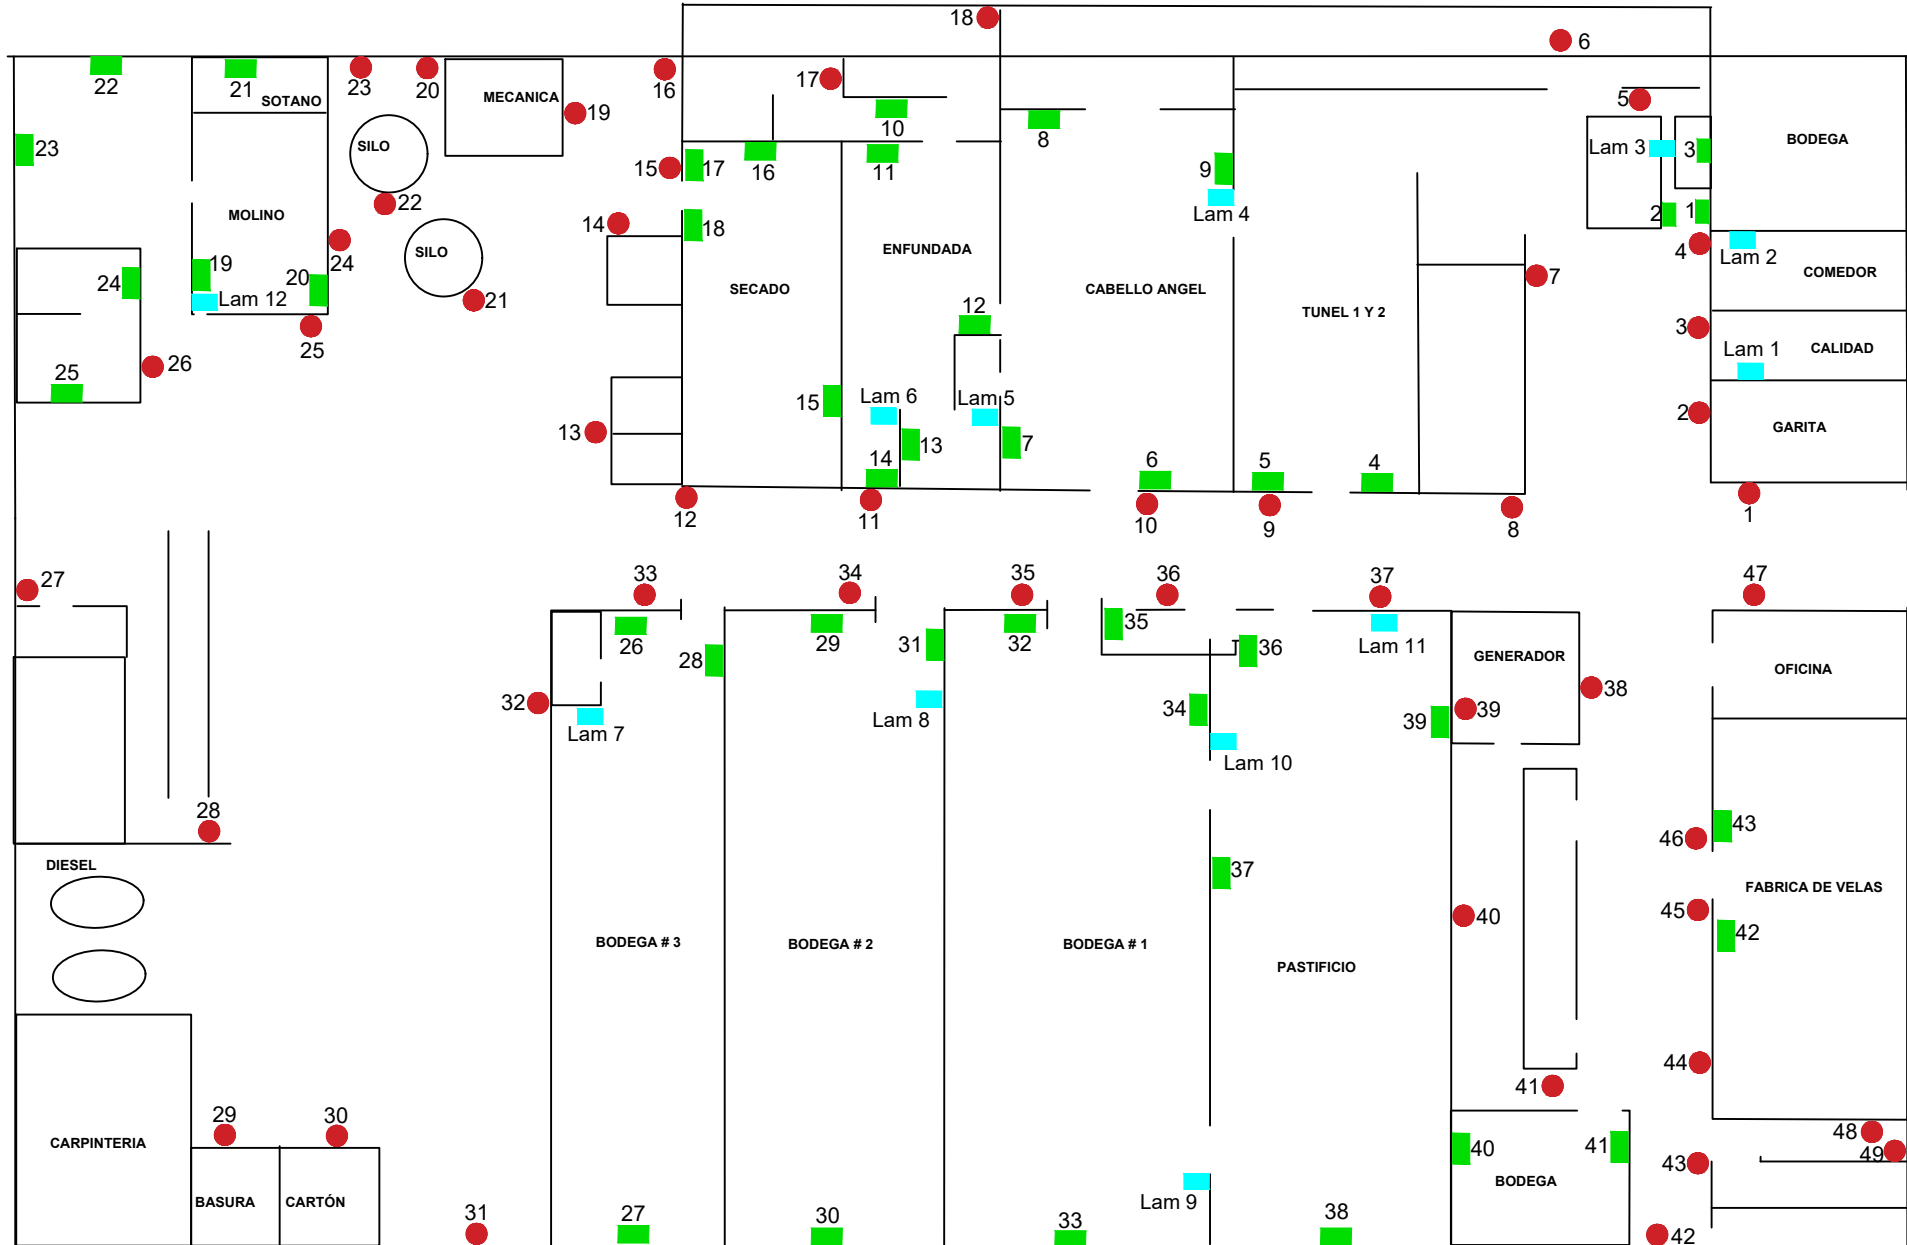 18
6
22
21
SOTANO
23
20
MECANICA
19
16
17
10
8
5
BODEGA
23
SILO
15
17
16
11
9
Lam 3
3
22
MOLINO
14
18
Lam 4
2
1
24
SILO
ENFUNDADA
4
Lam 2
24
19
20
Lam 12
21
SECADO
CABELLO ANGEL
7
COMEDOR
12
TUNEL 1 Y 2
25
3
Lam 1
CALIDAD
26
25
15
Lam 6
Lam 5
2
GARITA
13
13
7
14
6
5
4
12
11
10
9
8
1
27
33
34
35
36
37
47
26
29
31
32
35
36
Lam 11
28
GENERADOR
OFICINA
32
34
39
39
38
Lam 7
Lam 8
Lam 10
28
46
43
DIESEL
37
FABRICA DE VELAS
45
40
42
BODEGA # 3
BODEGA # 2
BODEGA # 1
PASTIFICIO
44
41
29
30
48
CARPINTERIA
40
41
49
43
BASURA
CARTÓN
Lam 9
BODEGA
31
27
30
33
38
42